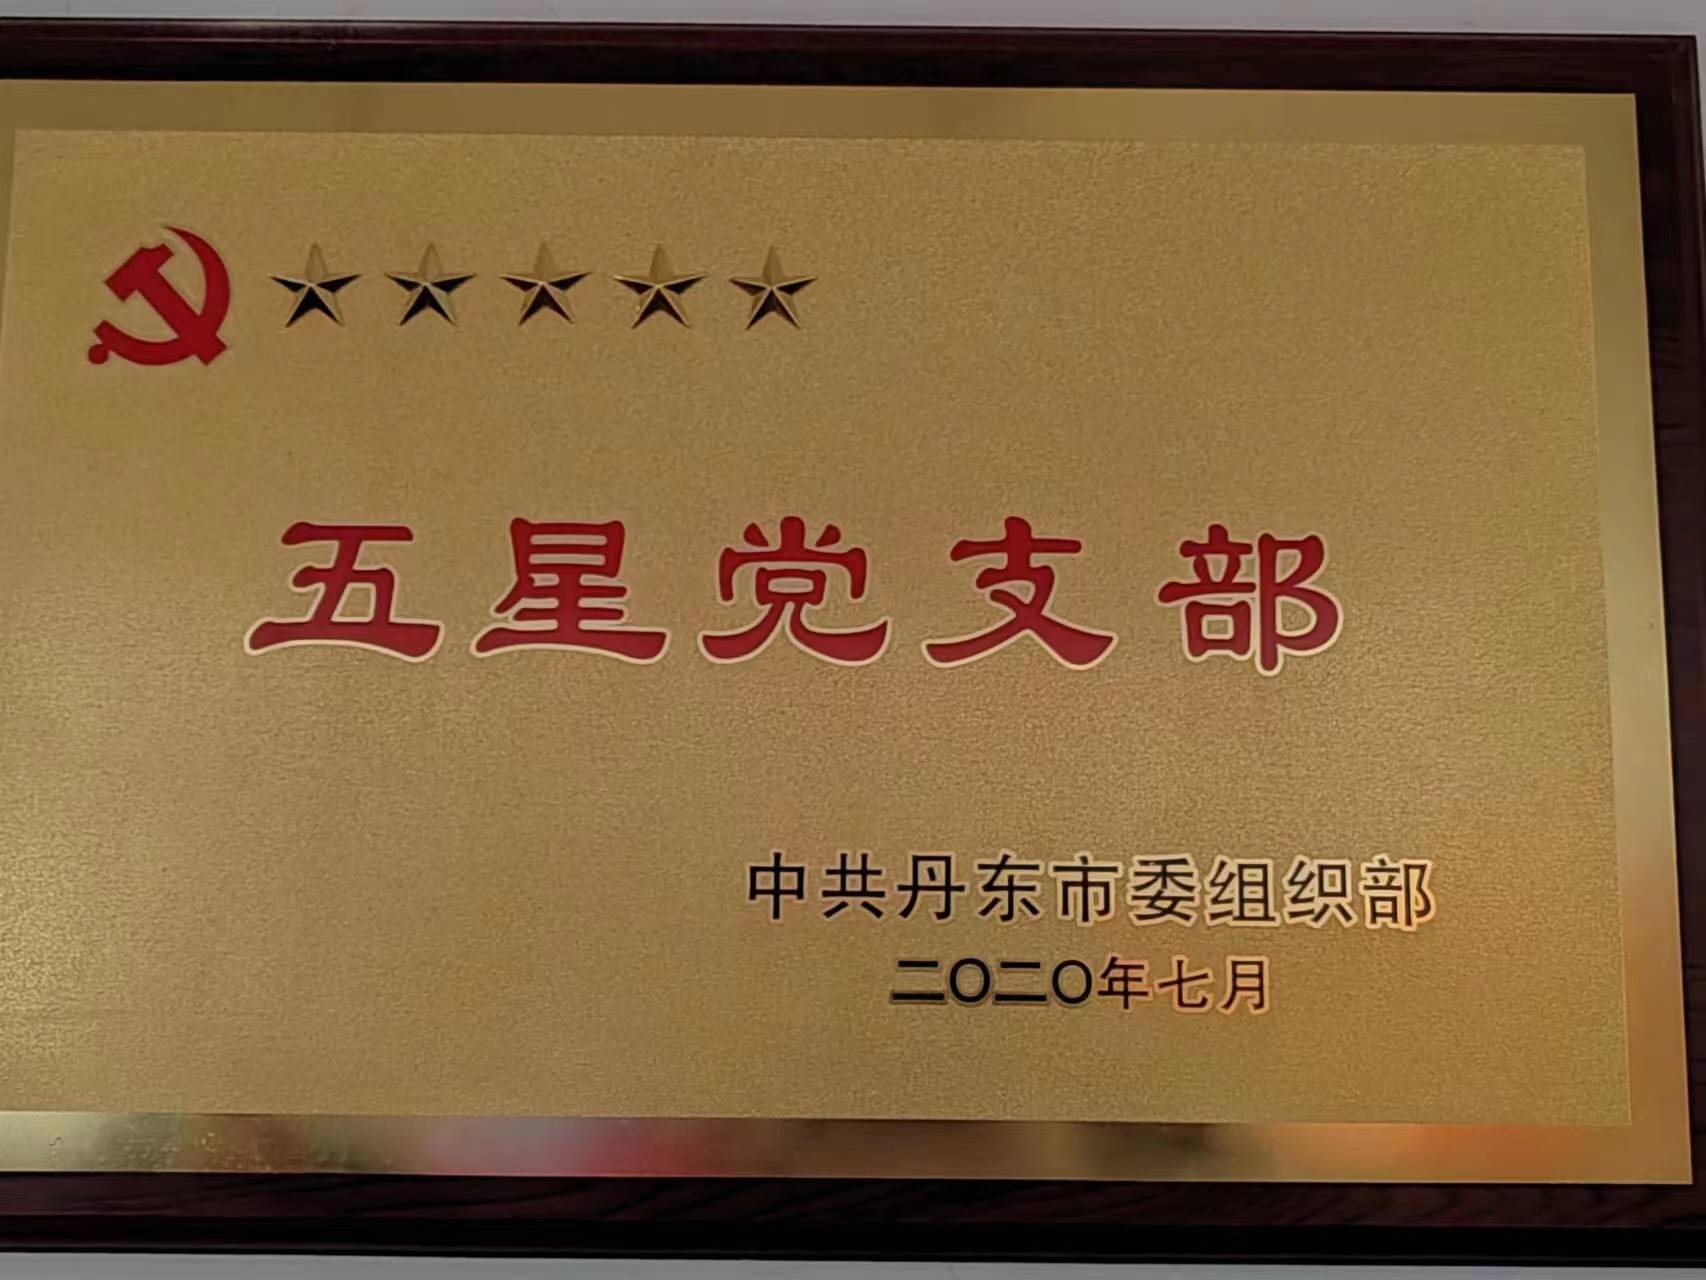 五星党支部
中共丹东市委组织部
二〇二〇年七月